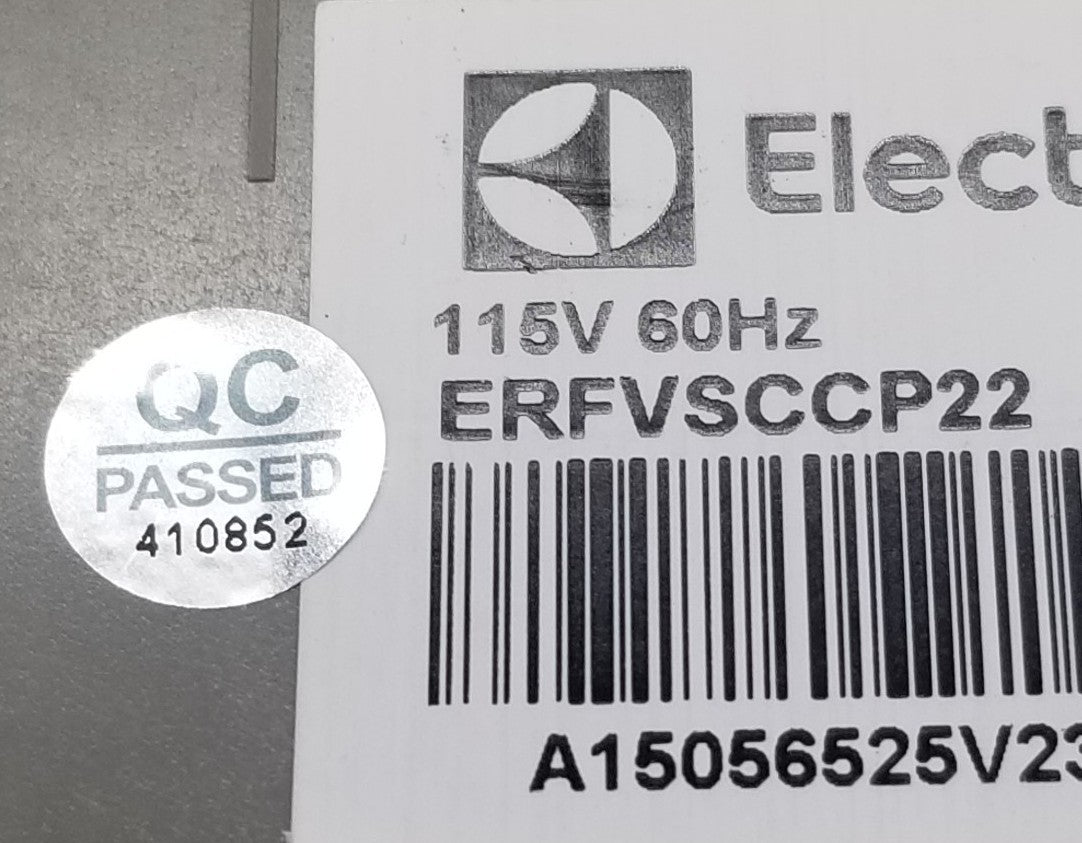 Elect
115V 60Hz
ERFVSCCP22
A15056525V23
QC
PASSED
410852